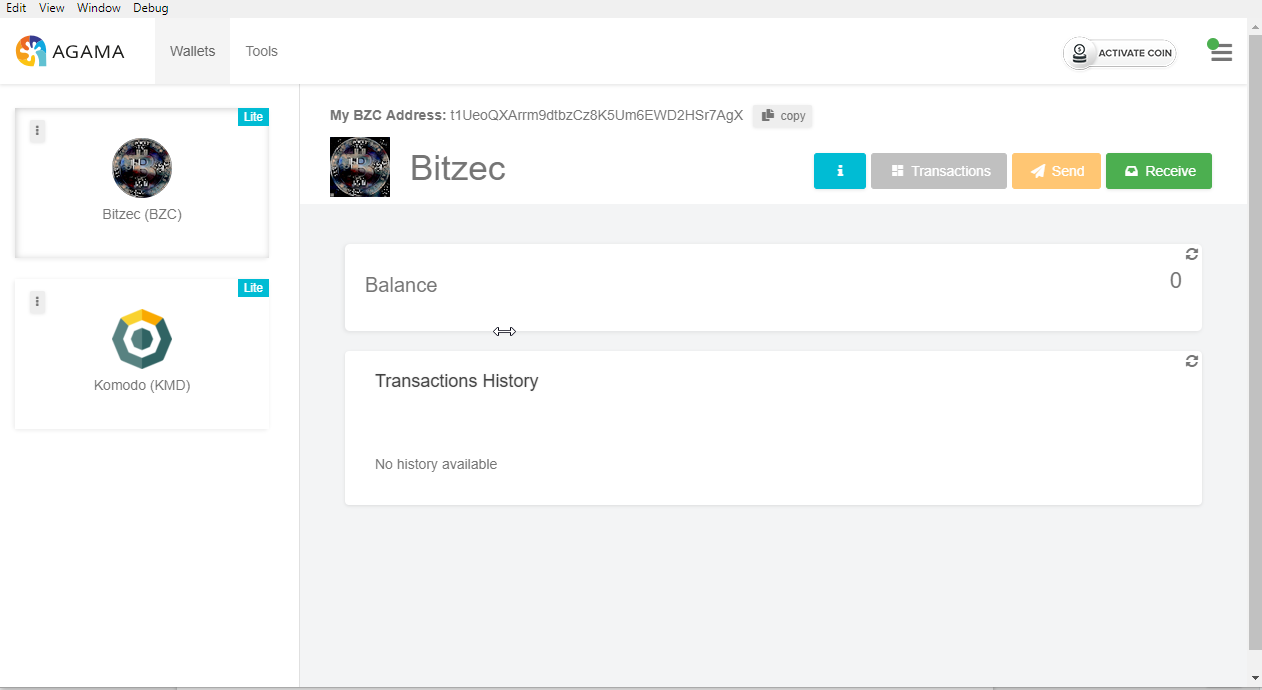 Edit View Window Debug
AGAMA Wallets Tools ACTIVATE COIN
Lite
Bitzec (BZC)
Lite
Komodo (KMD)
My BZC Address: t1UeoQXArrm9dtbzCz8K5Um6EWD2HSr7AgX copy
Bitzec
i Transactions Send Receive
Balance 0
Transactions History
No history available